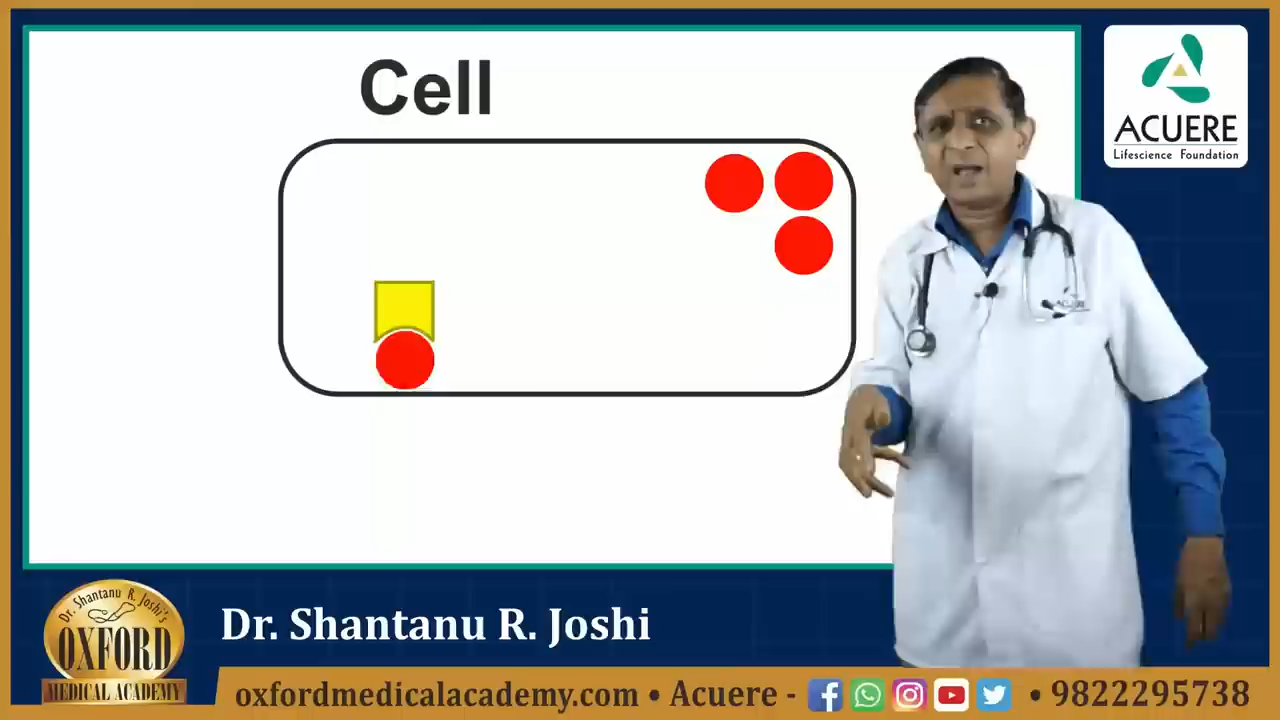 Cell
ACUERE
Lifescience Foundation
Dr. Shantanu R. Joshi's
OXFORD
MEDICAL ACADEMY
Dr. Shantanu R. Joshi
oxfordmedicalacademy.com • Acuere - • 9822295738